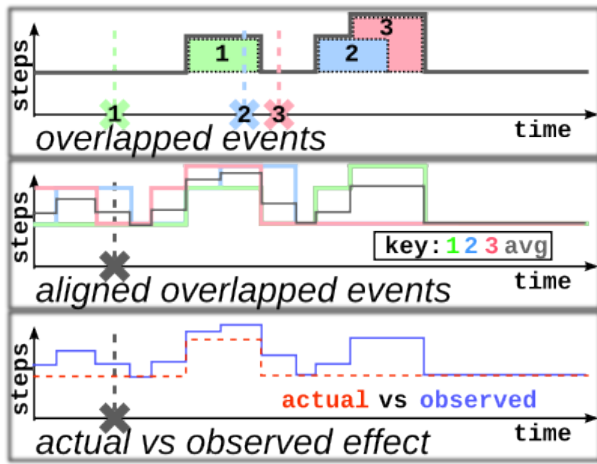 steps
1
2
3
1
2
3
time
overlapped events
steps
key: 1 2 3 avg
time
aligned overlapped events
steps
actual vs observed
time
actual vs observed effect